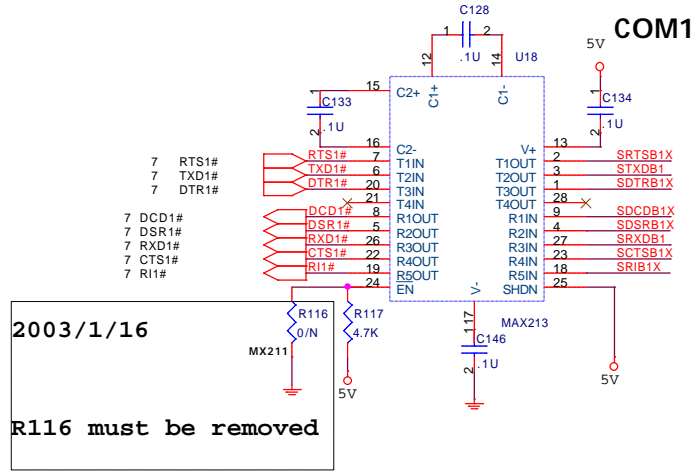 C128
COM1
1 2
5V
.1U
U18
12
14
1
15
C2+
C1+
C1-
1
C133
C134
2
.1U
2
.1U
16
C2-
V+
13
7 RTS1#
RTS1#
7
T1IN
T1OUT
2
SRTSB1X
7 TXD1#
TXD1#
6
T2IN
T2OUT
3
STXDB1
7 DTR1#
DTR1#
20
T3IN
T3OUT
1
SDTRB1X
21
T4IN
T4OUT
28
7 DCD1#
DCD1#
8
R1OUT
R1IN
9
SDCDB1X
7 DSR1#
DSR1#
5
R2OUT
R2IN
4
SDSRB1X
7 RXD1#
RXD1#
26
R3OUT
R3IN
27
SRXDB1
7 CTS1#
CTS1#
22
R4OUT
R4IN
23
SCTSB1X
7 RI1#
RI1#
19
R5OUT
R5IN
18
SRIB1X
24
EN
V-
SHDN
25
R116
R117
17
1
MAX213
2003/1/16
0/N
4.7K
C146
MX211
2
.1U
5V
5V
R116 must be removed